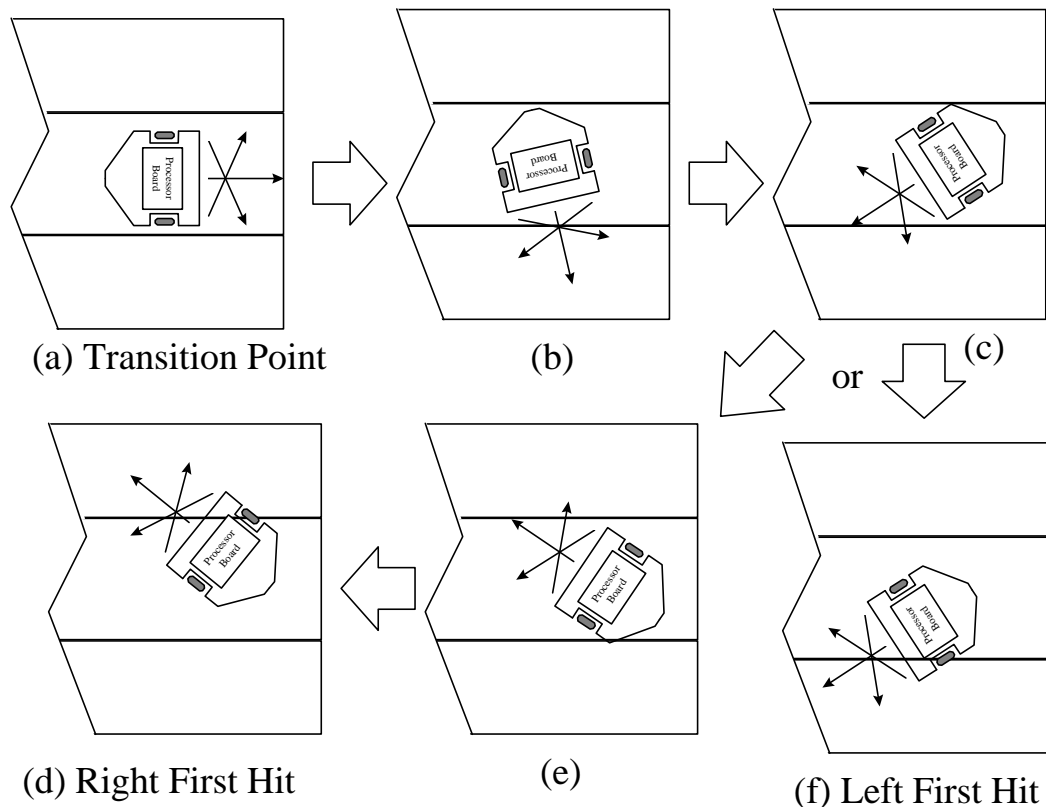 Processor
Board
(a) Transition Point
Processor
Board
(b)
Processor
Board
(c)
or
Processor
Board
(d) Right First Hit
Processor
Board
(e)
Processor
Board
(f) Left First Hit